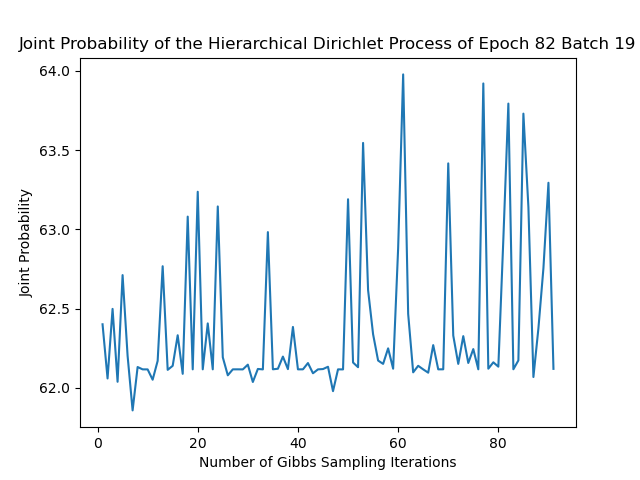 Joint Probability of the Hierarchical Dirichlet Process of Epoch 82 Batch 19
64.0
63.5
63.0
62.5
62.0
Joint Probability
0 20 40 60 80
Number of Gibbs Sampling Iterations